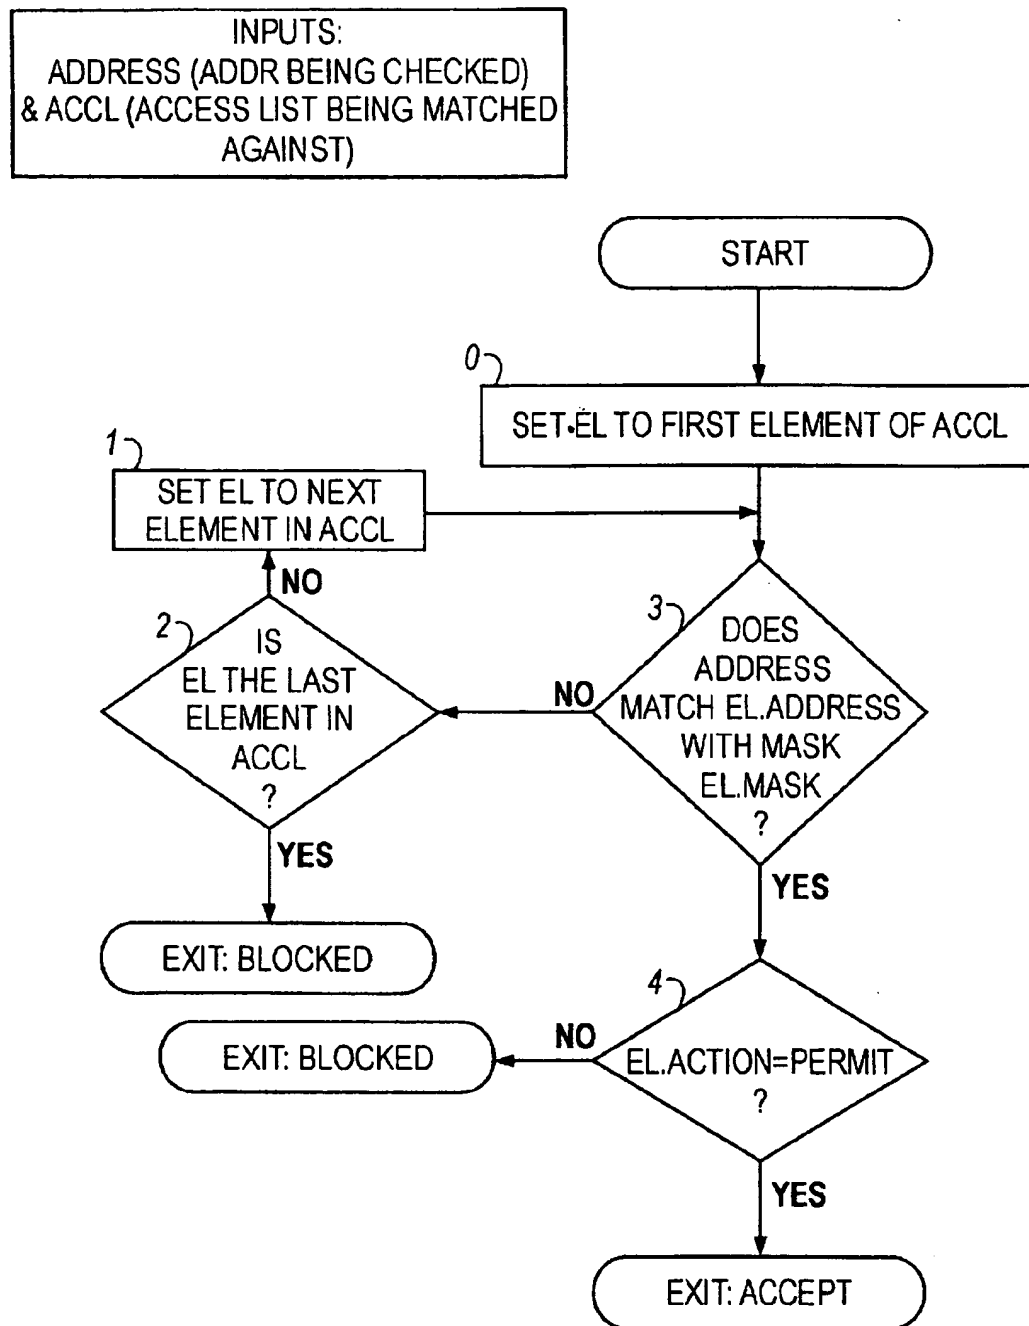 INPUTS:
ADDRESS (ADDR BEING CHECKED)
& ACCL (ACCESS LIST BEING MATCHED
AGAINST)
START
0
SET EL TO FIRST ELEMENT OF ACCL
1
SET EL TO NEXT
ELEMENT IN ACCL
NO
2
IS
EL THE LAST
ELEMENT IN
ACCL
?
NO
3
DOES
ADDRESS
MATCH EL.ADDRESS
WITH MASK
EL.MASK
?
YES
EXIT: BLOCKED
YES
4
EL.ACTION=PERMIT
?
NO
EXIT: BLOCKED
YES
EXIT: ACCEPT